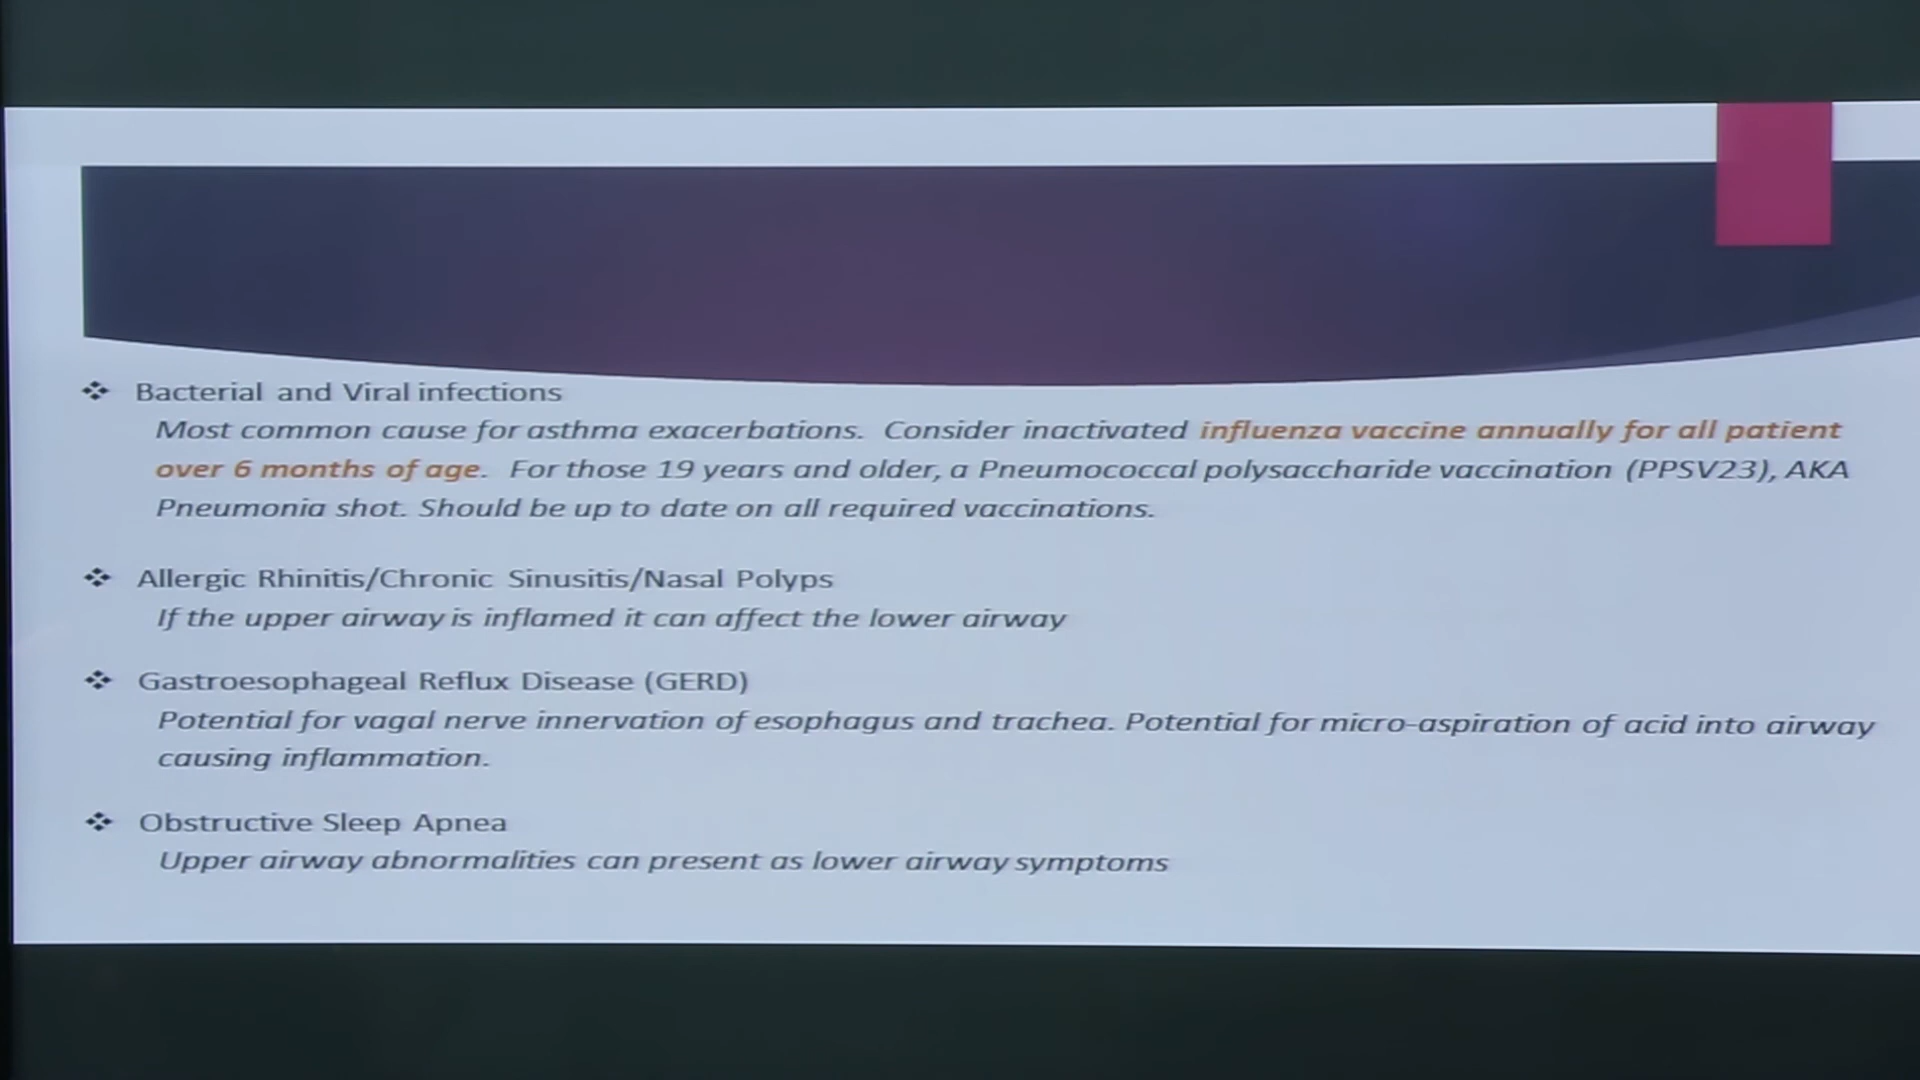 Bacterial and Viral infections
Most common cause for asthma exacerbations. Consider inactivated influenza vaccine annually for all patient
over 6 months of age. For those 19 years and older, a Pneumococcal polysaccharide vaccination (PPSV23), AKA
Pneumonia shot. Should be up to date on all required vaccinations.
Allergic Rhinitis/Chronic Sinusitis/Nasal Polyps
If the upper airway is inflamed it can affect the lower airway
Gastroesophageal Reflux Disease (GERD)
Potential for vagal nerve innervation of esophagus and trachea. Potential for micro-aspiration of acid into airway
causing inflammation.
Obstructive Sleep Apnea
Upper airway abnormalities can present as lower airway symptoms